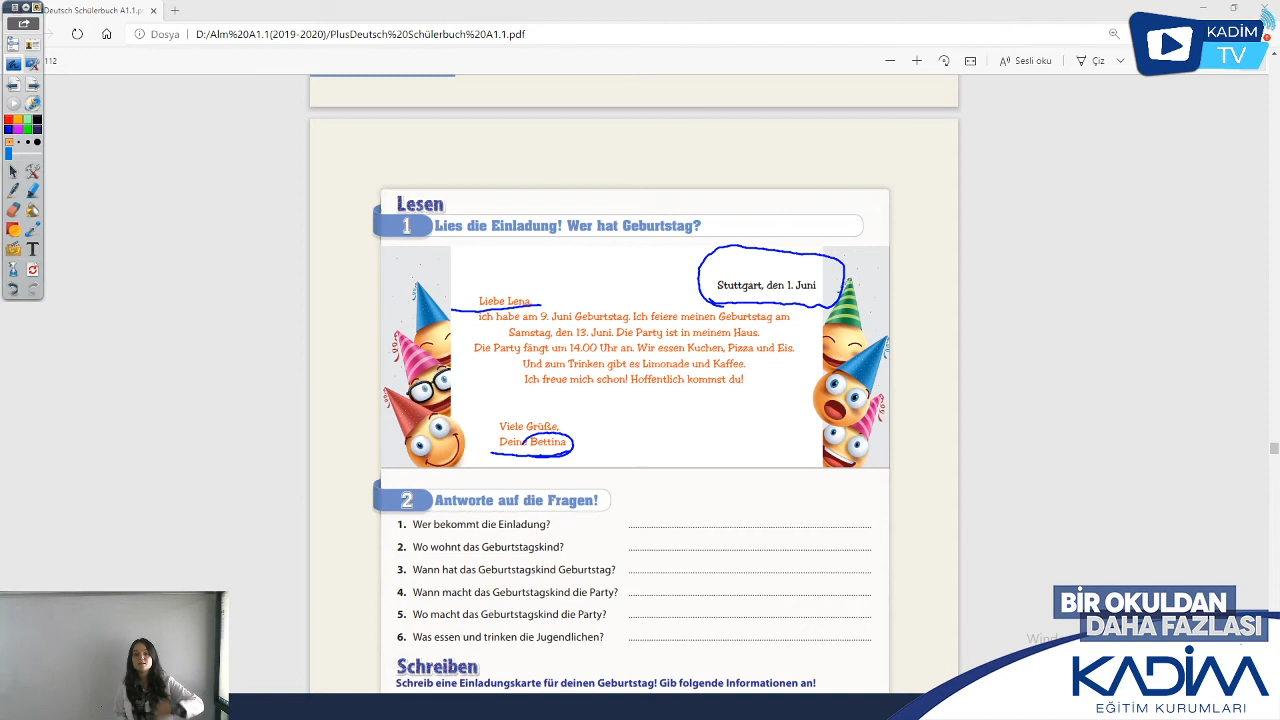 Deutsch Schülerbuch A1.1.p
Dosya
D:/Alm%20A1.1(2019-2020)/PlusDeutsch%20Schülerbuch%20A1.1.pdf
112
Sesli oku
Çiz
KADİM
TV
Lesen
1 Lies die Einladung! Wer hat Geburtstag?
Stuttgart, den 1. Juni
Liebe Lena,
ich habe am 9. Juni Geburtstag. Ich feiere meinen Geburtstag am
Samstag, den 13. Juni. Die Party ist in meinem Haus.
Die Party fängt um 14.00 Uhr an. Wir essen Kuchen, Pizza und Eis.
Und zum Trinken gibt es Limonade und Kaffee.
Ich freue mich schon! Hoffentlich kommst du!
Viele Grüße,
Deine Bettina
2 Antworte auf die Fragen!
1. Wer bekommt die Einladung?
2. Wo wohnt das Geburtstagskind?
3. Wann hat das Geburtstagskind Geburtstag?
4. Wann macht das Geburtstagskind die Party?
5. Wo macht das Geburtstagskind die Party?
6. Was essen und trinken die Jugendlichen?
Schreiben
Schreib eine Einladungskarte für deinen Geburtstag! Gib folgende Informationen an!
BİR OKULDAN
DAHA FAZLASI
KADİM
EĞİTİM KURUMLARI